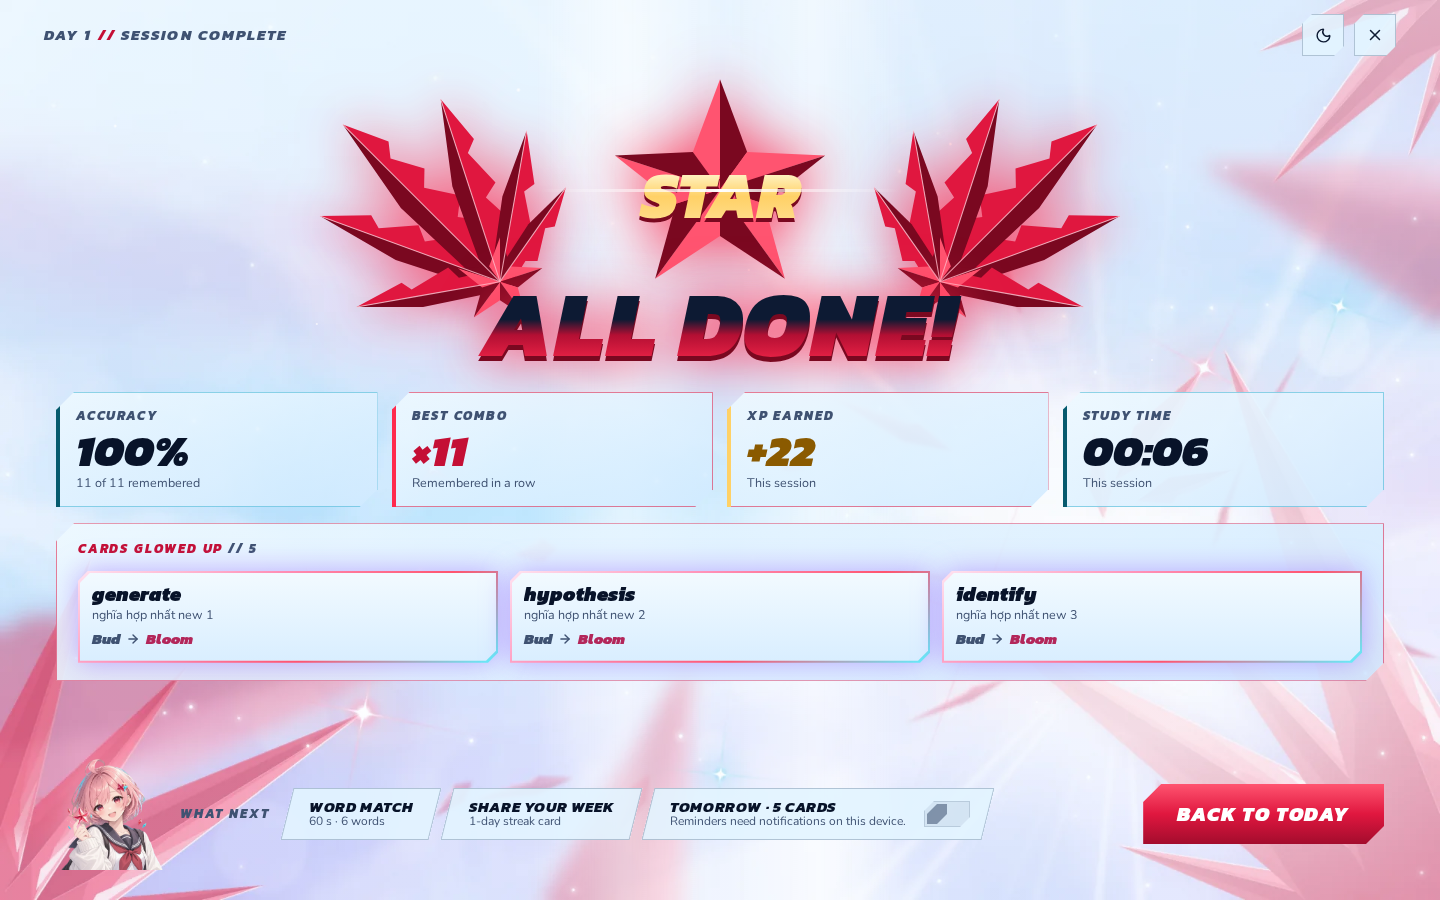 DAY 1 // SESSION COMPLETE
STAR
ALL DONE!
ACCURACY
100%
11 of 11 remembered
BEST COMBO
×11
Remembered in a row
XP EARNED
+22
This session
STUDY TIME
00:06
This session
CARDS GLOWED UP // 5
generate
nghĩa hợp nhất new 1
Bud → Bloom
hypothesis
nghĩa hợp nhất new 2
Bud → Bloom
identify
nghĩa hợp nhất new 3
Bud → Bloom
WHAT NEXT
WORD MATCH
60 s · 6 words
SHARE YOUR WEEK
1-day streak card
TOMORROW · 5 CARDS
Reminders need notifications on this device.
BACK TO TODAY